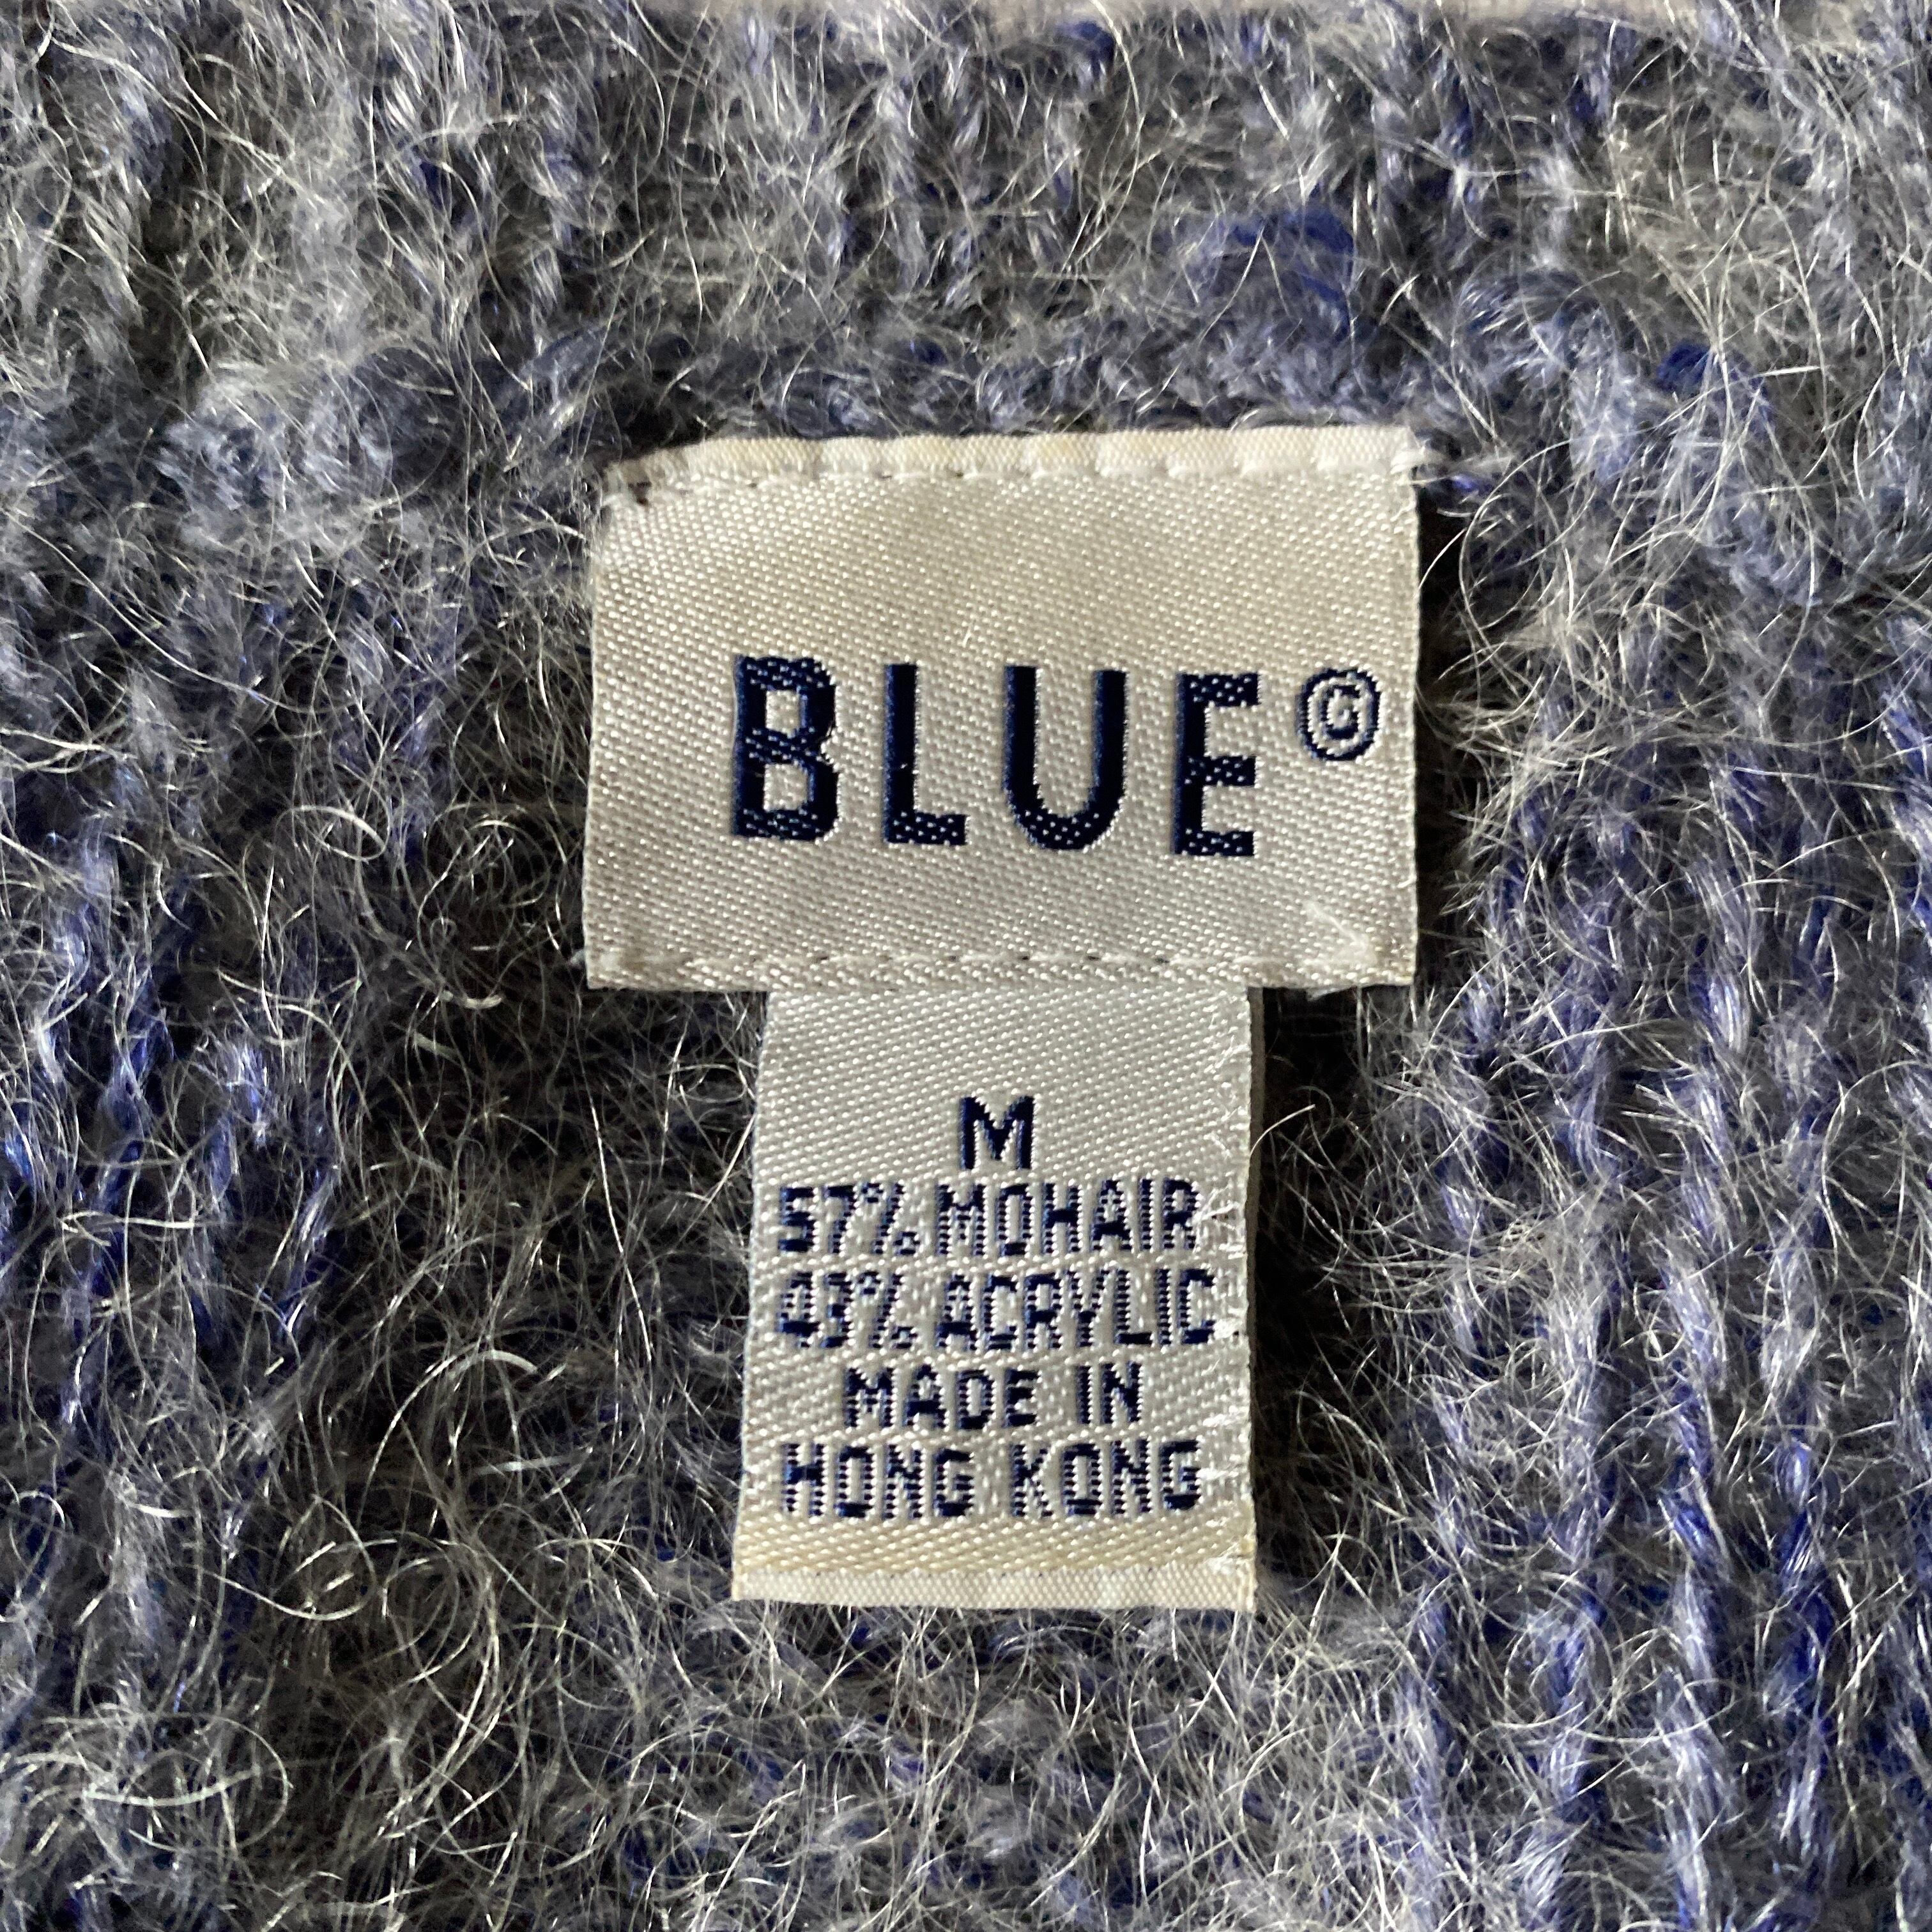 BLUE©
M
57% MOHAIR
43% ACRYLIC
MADE IN
HONG KONG